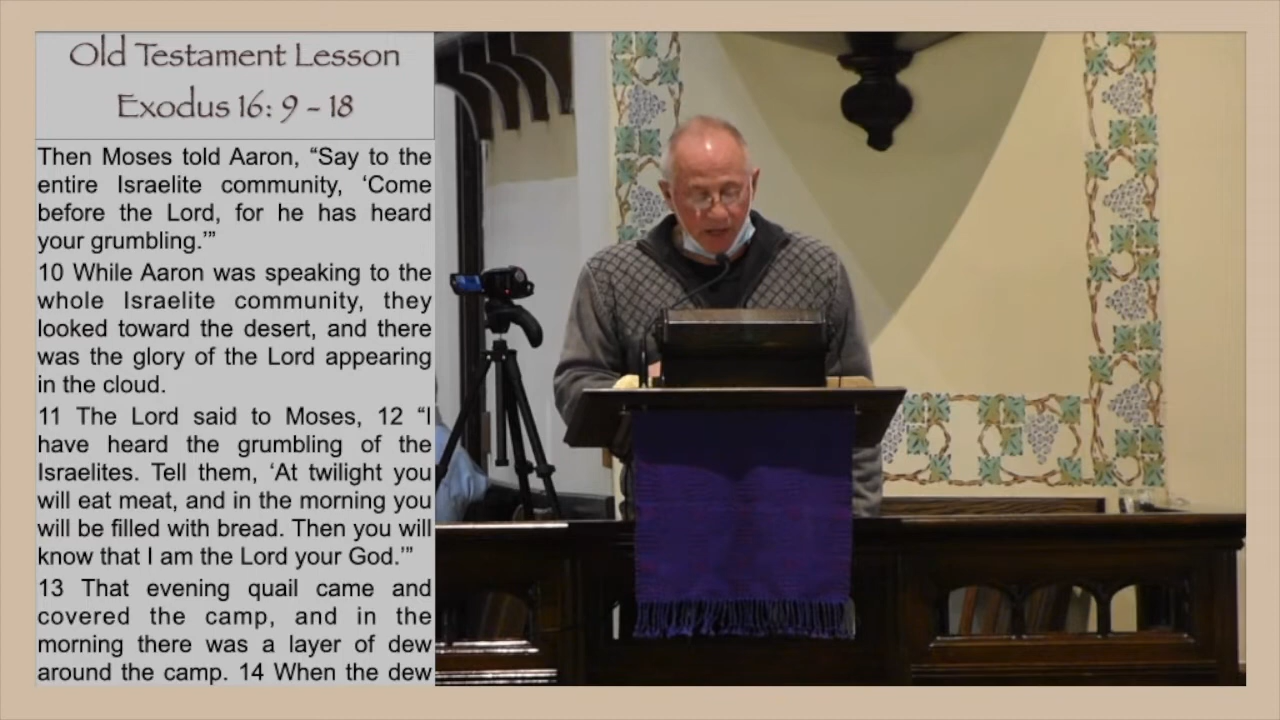 Old Testament Lesson
Exodus 16: 9 - 18
Then Moses told Aaron, “Say to the
entire Israelite community, ‘Come
before the Lord, for he has heard
your grumbling.’”
10 While Aaron was speaking to the
whole Israelite community, they
looked toward the desert, and there
was the glory of the Lord appearing
in the cloud.
11 The Lord said to Moses, 12 “I
have heard the grumbling of the
Israelites. Tell them, ‘At twilight you
will eat meat, and in the morning you
will be filled with bread. Then you will
know that I am the Lord your God.’”
13 That evening quail came and
covered the camp, and in the
morning there was a layer of dew
around the camp. 14 When the dew